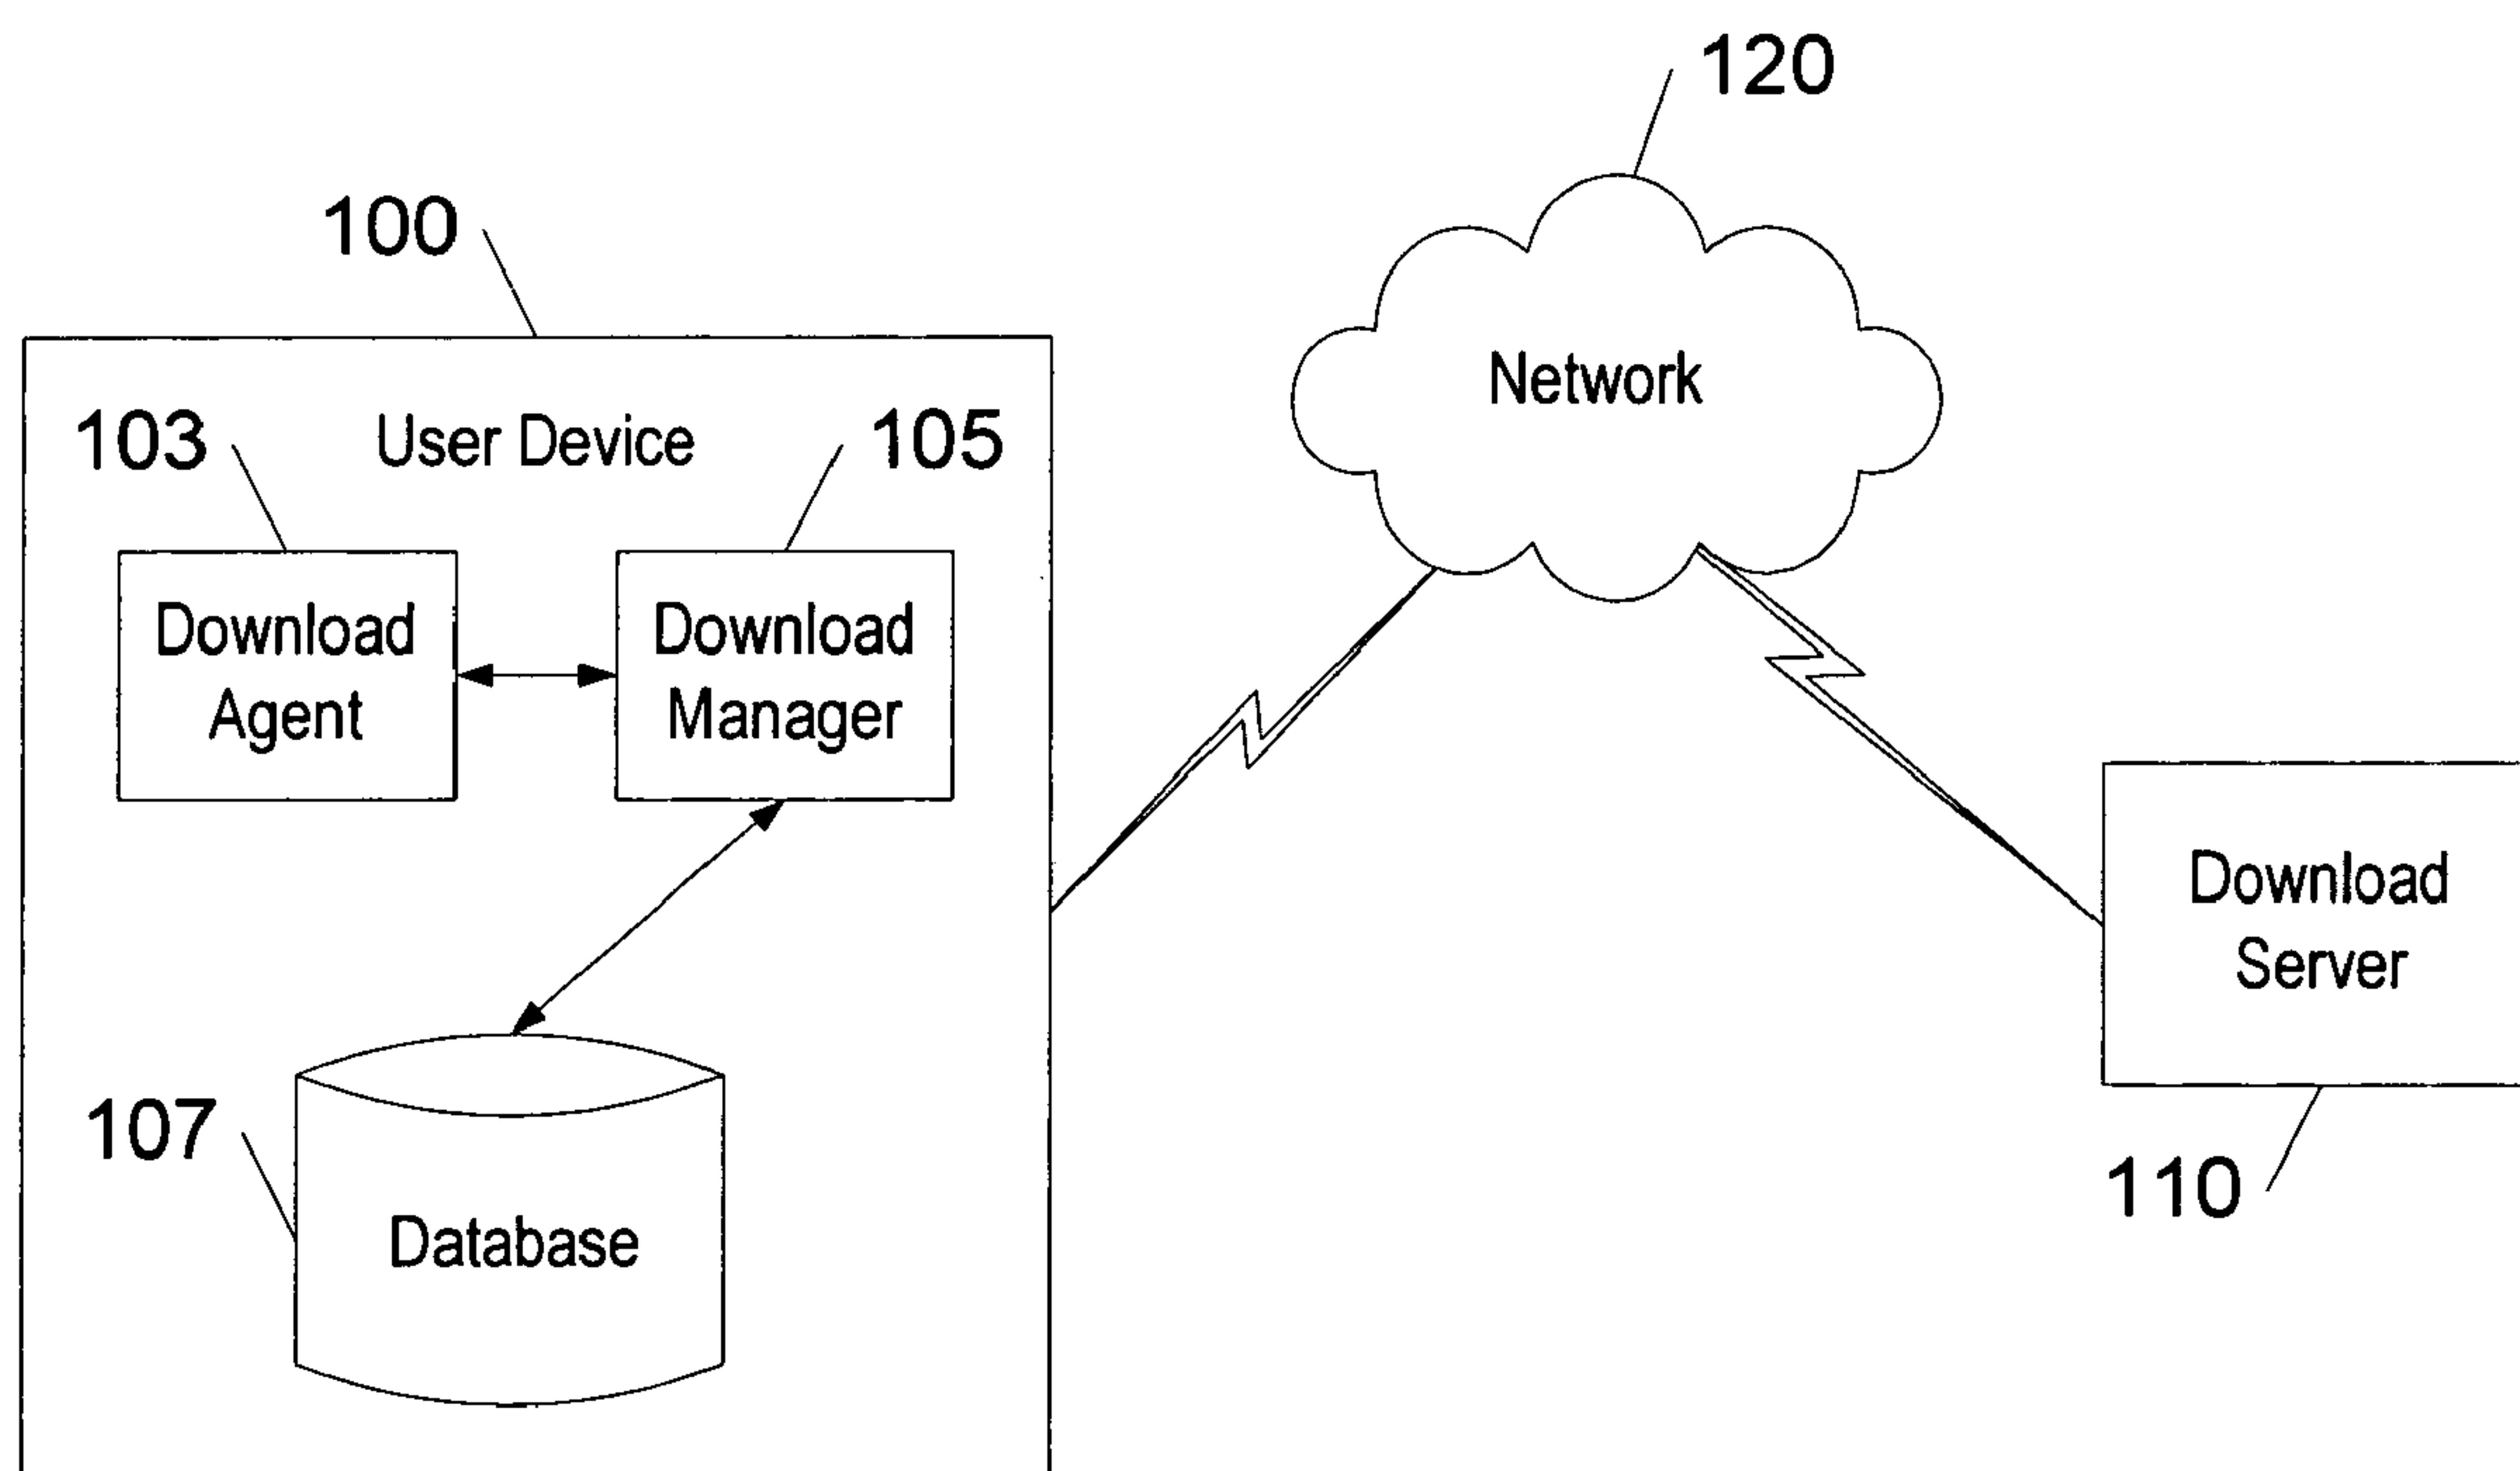 120
100
Network
103
User Device
105
Download
Agent
Download
Manager
Download
Server
107
Database
110